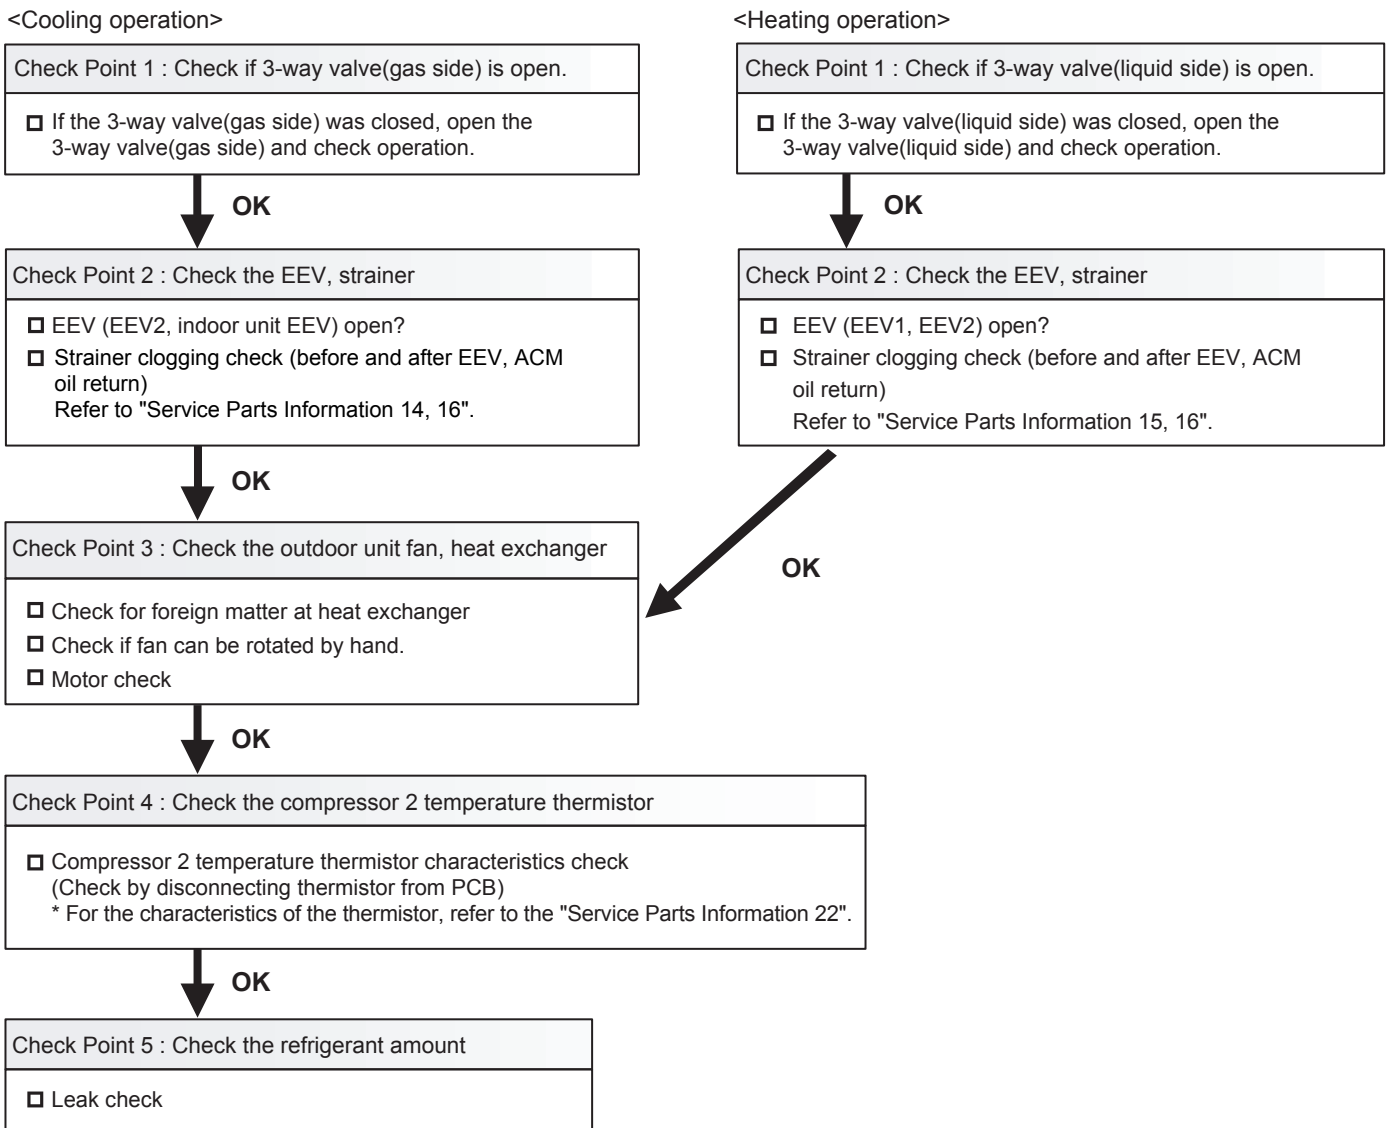 <Cooling operation>
Check Point 1 : Check if 3-way valve(gas side) is open.
If the 3-way valve(gas side) was closed, open the
3-way valve(gas side) and check operation.
OK
Check Point 2 : Check the EEV, strainer
EEV (EEV2, indoor unit EEV) open?
Strainer clogging check (before and after EEV, ACM
oil return)
Refer to "Service Parts Information 14, 16".
OK
<Heating operation>
Check Point 1 : Check if 3-way valve(liquid side) is open.
If the 3-way valve(liquid side) was closed, open the
3-way valve(liquid side) and check operation.
OK
Check Point 2 : Check the EEV, strainer
EEV (EEV1, EEV2) open?
Strainer clogging check (before and after EEV, ACM
oil return)
Refer to "Service Parts Information 15, 16".
OK
Check Point 3 : Check the outdoor unit fan, heat exchanger
Check for foreign matter at heat exchanger
Check if fan can be rotated by hand.
Motor check
OK
Check Point 4 : Check the compressor 2 temperature thermistor
Compressor 2 temperature thermistor characteristics check
(Check by disconnecting thermistor from PCB)
* For the characteristics of the thermistor, refer to the "Service Parts Information 22".
OK
Check Point 5 : Check the refrigerant amount
Leak check